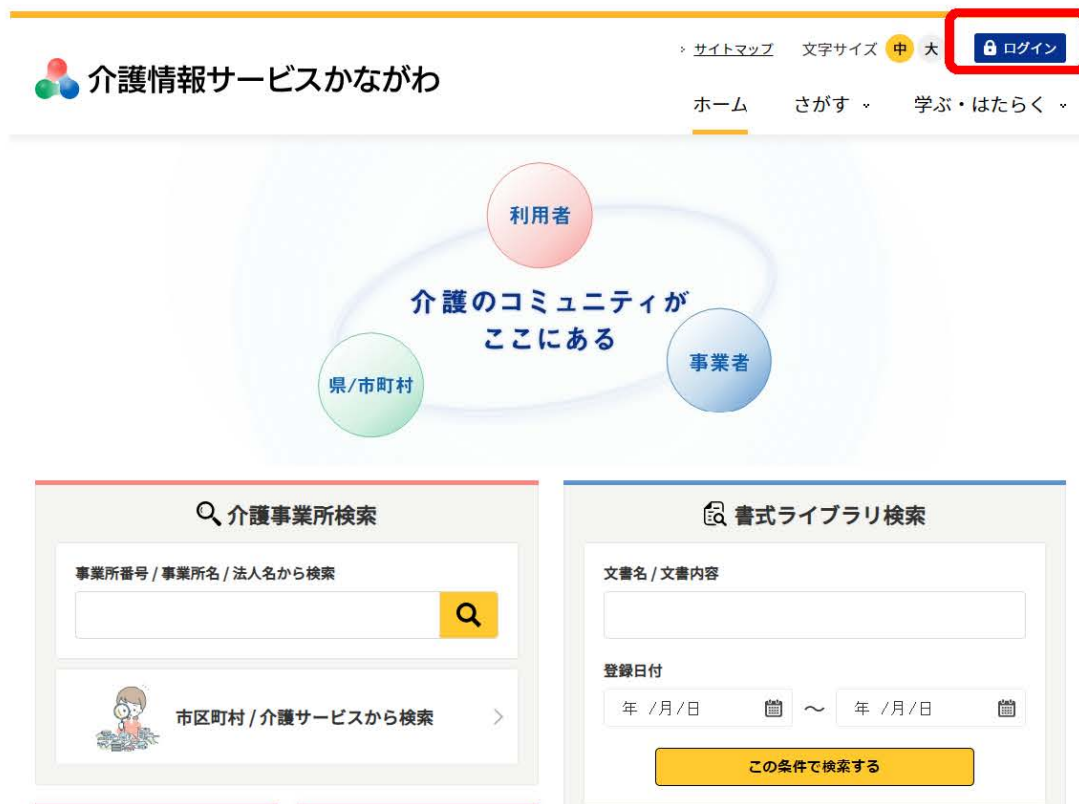 サイトマップ 文字サイズ 中 大 ログイン
介護情報サービスかながわ
ホーム さがす 学ぶ・はたらく
利用者
介護のコミュニティが
ここにある
事業者
県/市町村
介護事業所検索
事業所番号 / 事業所名 / 法人名から検索
市区町村 / 介護サービスから検索
書式ライブラリ検索
文書名 / 文書内容
登録日付
年 /月/日 ～ 年 /月/日
この条件で検索する